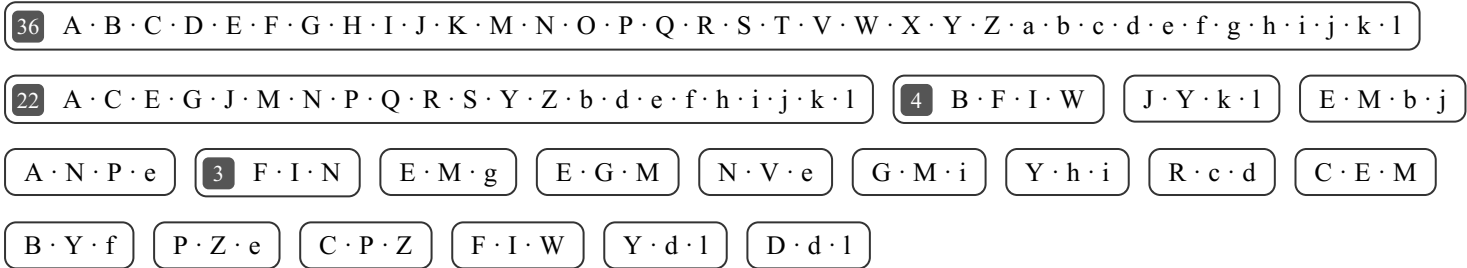 36 A · B · C · D · E · F · G · H · I · J · K · M · N · O · P · Q · R · S · T · V · W · X · Y · Z · a · b · c · d · e · f · g · h · i · j · k · l
22 A · C · E · G · J · M · N · P · Q · R · S · Y · Z · b · d · e · f · h · i · j · k · l 4 B · F · I · W J · Y · k · l E · M · b · j
A · N · P · e 3 F · I · N E · M · g E · G · M N · V · e G · M · i Y · h · i R · c · d C · E · M
B · Y · f P · Z · e C · P · Z F · I · W Y · d · l D · d · l